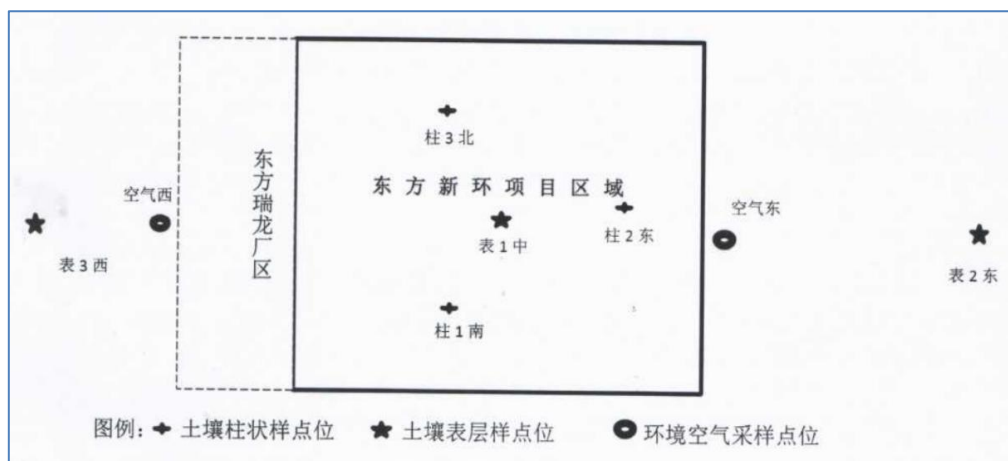 柱 3 北
东方瑞龙厂区
东 方 新 环 项 目 区 域
空气西
空气东
柱 2 东
表 1 中
表 3 西
表 2 东
柱 1 南
图例: 土壤柱状样点位 土壤表层样点位 环境空气采样点位